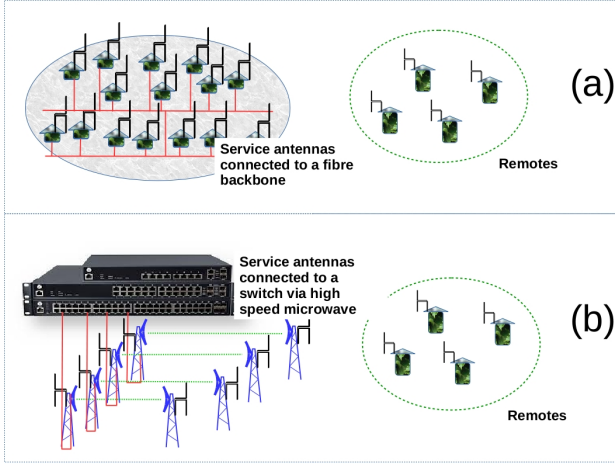 Service antennas
connected to a fibre
backbone
Remotes
(a)
Service antennas
connected to a
switch via high
speed microwave
(b)
Remotes